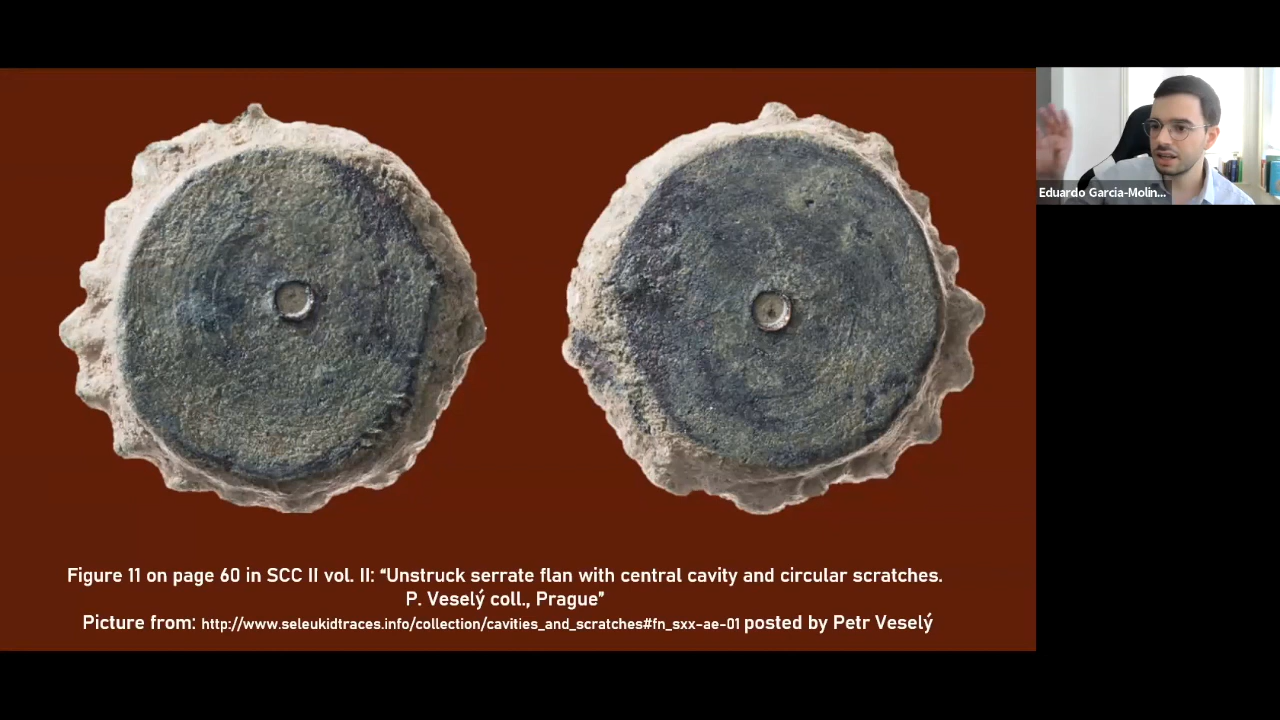 Eduardo Garcia-Molin...
Figure 11 on page 60 in SCC II vol. II: “Unstruck serrate flan with central cavity and circular scratches.
P. Veselý coll., Prague”
Picture from: http://www.seleukidtraces.info/collection/cavities_and_scratches#fn_sxx-ae-01 posted by Petr Veselý